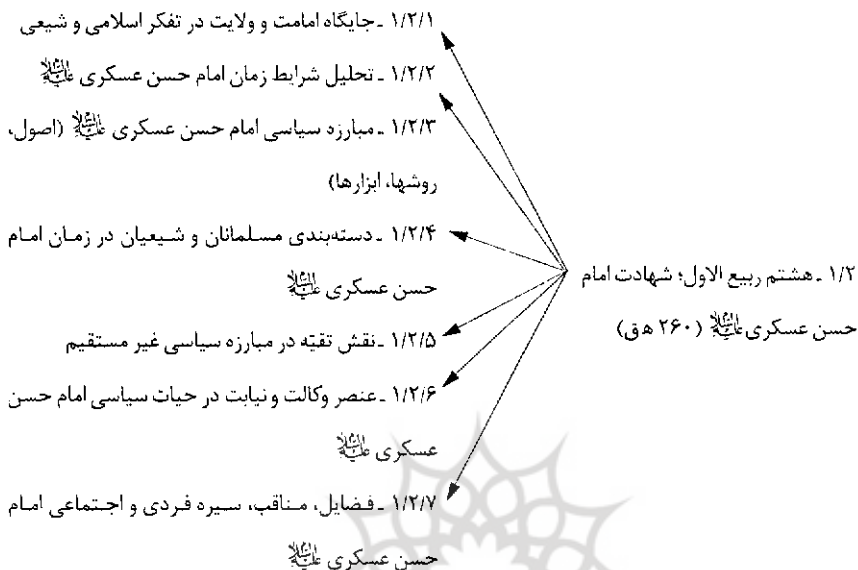 ۱/۲ ـ هشتم ربیع الاول؛ شهادت امام
حسن عسکری علیه‌السلام (۲۶۰ ه‍ ق)
۱/۲/۱ ـ جایگاه امامت و ولایت در تفکر اسلامی و شیعی
۱/۲/۲ ـ تحلیل شرایط زمان امام حسن عسکری علیه‌السلام
۱/۲/۳ ـ مبارزه سیاسی امام حسن عسکری علیه‌السلام (اصول،
روشها، ابزارها)
۱/۲/۴ ـ دسته‌بندی مسلمانان و شیعیان در زمان امام
حسن عسکری علیه‌السلام
۱/۲/۵ ـ نقش تقیّه در مبارزه سیاسی غیر مستقیم
۱/۲/۶ ـ عنصر وکالت و نیابت در حیات سیاسی امام حسن
عسکری علیه‌السلام
۱/۲/۷ ـ فضایل، مناقب، سیره فردی و اجتماعی امام
حسن عسکری علیه‌السلام